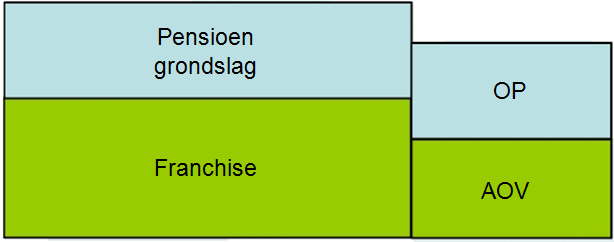 Pensioen
grondslag
Franchise
OP
AOV